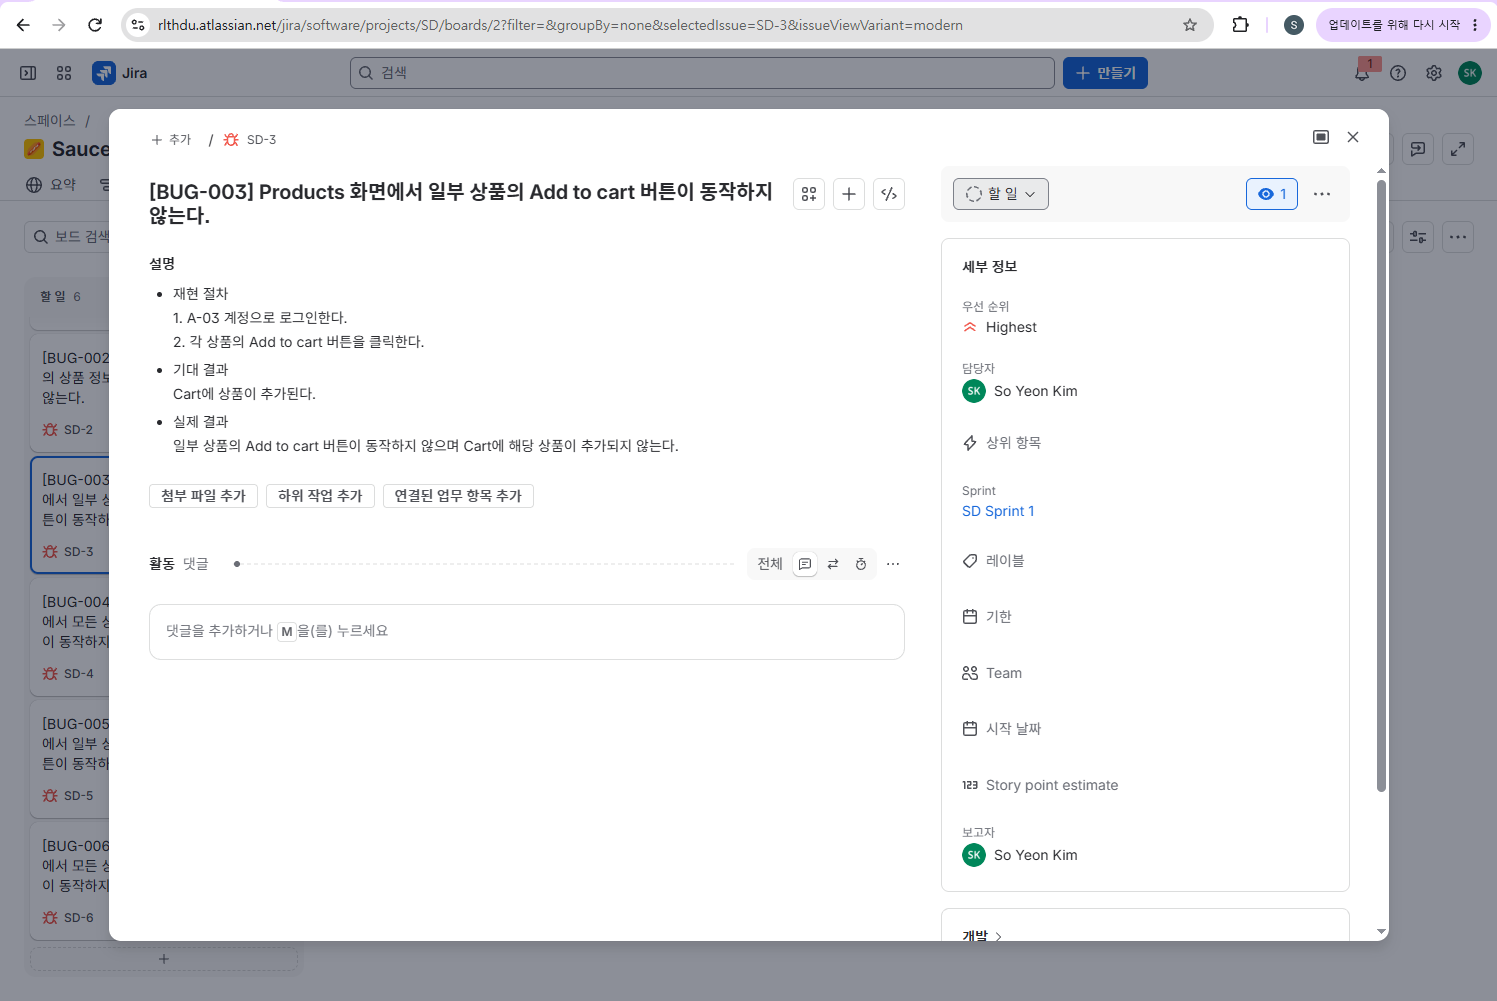 rlthdu.atlassian.net/jira/software/projects/SD/boards/2?filter=&groupBy=none&selectedIssue=SD-3&issueViewVariant=modern
S
업데이트를 위해 다시 시작
Jira
검색
만들기
1
SK
스페이스 /
Sauce
요약
보드 검색
할 일 6
[BUG-002
의 상품 정보
않는다.
SD-2
[BUG-003
에서 일부 상
튼이 동작하지
SD-3
[BUG-004
에서 모든 상
이 동작하지
SD-4
[BUG-005
에서 일부 상
튼이 동작하지
SD-5
[BUG-006
에서 모든 상
이 동작하지
SD-6
추가 / SD-3
[BUG-003] Products 화면에서 일부 상품의 Add to cart 버튼이 동작하지
않는다.
설명
• 재현 절차
1. A-03 계정으로 로그인한다.
2. 각 상품의 Add to cart 버튼을 클릭한다.
• 기대 결과
Cart에 상품이 추가된다.
• 실제 결과
일부 상품의 Add to cart 버튼이 동작하지 않으며 Cart에 해당 상품이 추가되지 않는다.
첨부 파일 추가 하위 작업 추가 연결된 업무 항목 추가
활동 댓글 전체
댓글을 추가하거나 M 을(를) 누르세요
할 일 1
세부 정보
우선 순위
Highest
담당자
SK So Yeon Kim
상위 항목
Sprint
SD Sprint 1
레이블
기한
Team
시작 날짜
123 Story point estimate
보고자
SK So Yeon Kim
개발